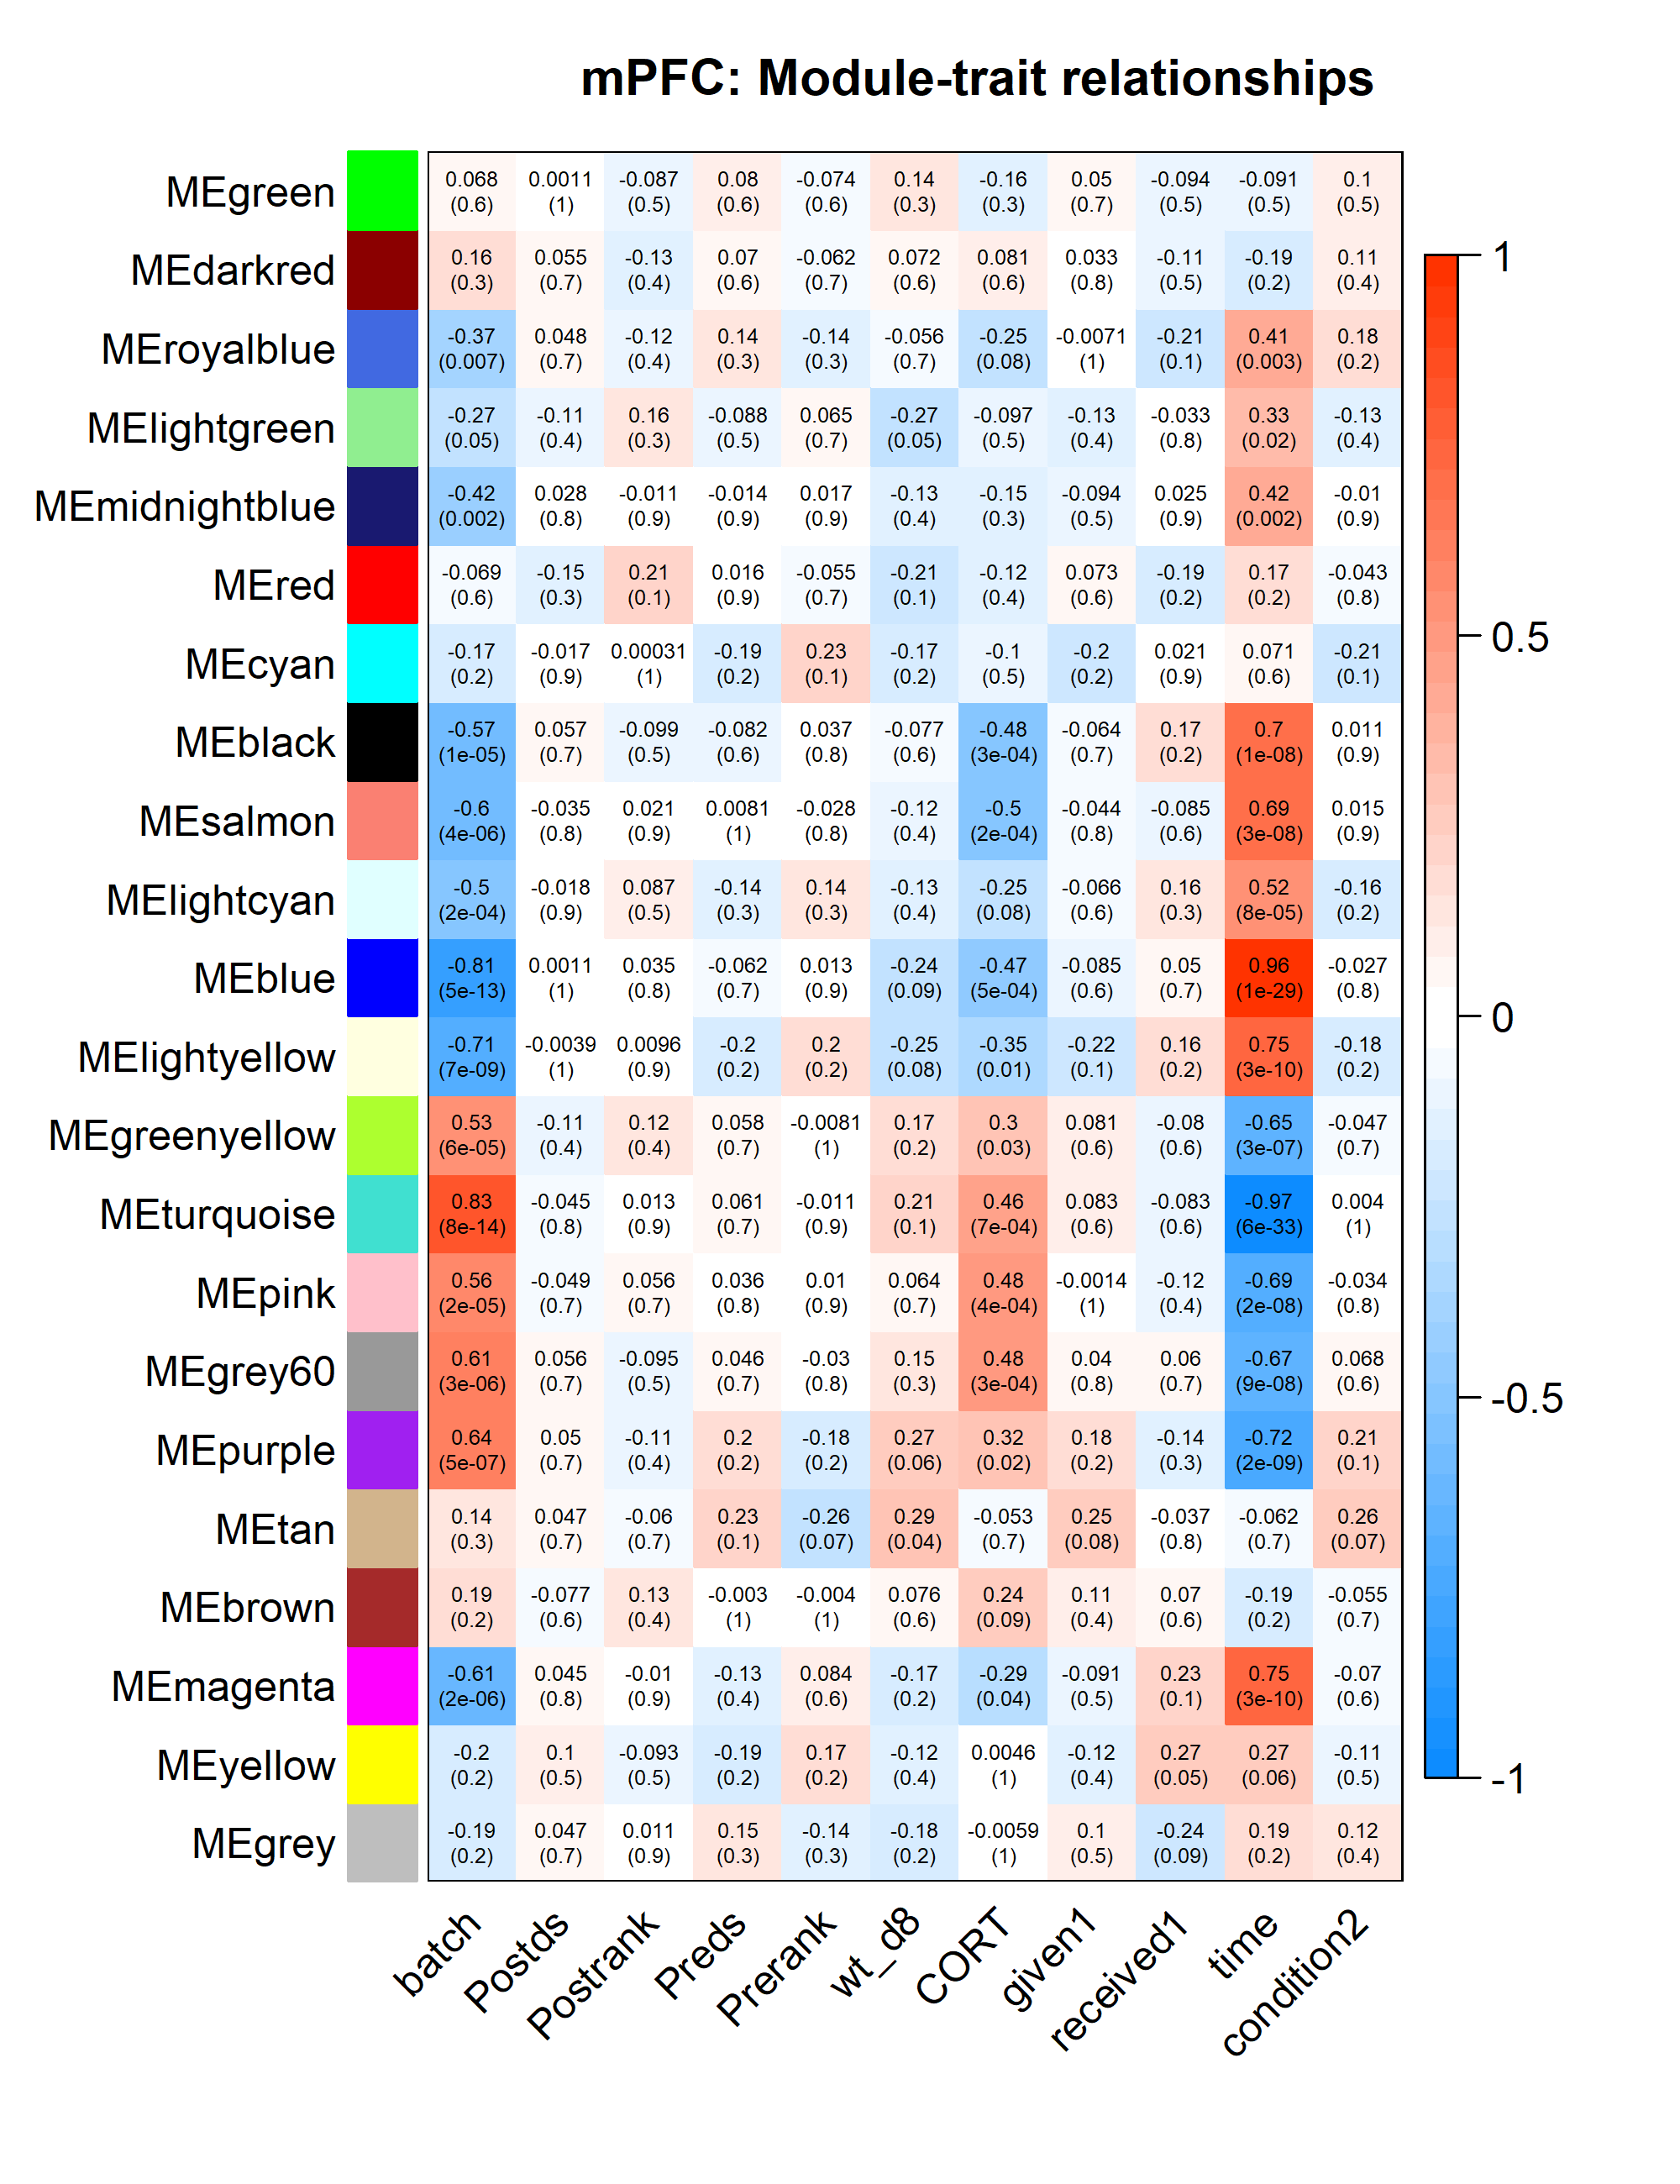 mPFC: Module-trait relationships
MEgreen 0.068 0.0011 -0.087 0.08 -0.074 0.14 -0.16 0.05 -0.094 -0.091 0.1
(0.6) (1) (0.5) (0.6) (0.6) (0.3) (0.3) (0.7) (0.5) (0.5) (0.5)
MEdarkred 0.16 0.055 -0.13 0.07 -0.062 0.072 0.081 0.033 -0.11 -0.19 0.11
(0.3) (0.7) (0.4) (0.6) (0.7) (0.6) (0.6) (0.8) (0.5) (0.2) (0.4)
MEroyalblue -0.37 0.048 -0.12 0.14 -0.14 -0.056 -0.25 -0.0071 -0.21 0.41 0.18
(0.007) (0.7) (0.4) (0.3) (0.3) (0.7) (0.08) (1) (0.1) (0.003) (0.2)
MElightgreen -0.27 -0.11 0.16 -0.088 0.065 -0.27 -0.097 -0.13 -0.033 0.33 -0.13
(0.05) (0.4) (0.3) (0.5) (0.7) (0.05) (0.5) (0.4) (0.8) (0.02) (0.4)
MEmidnightblue -0.42 0.028 -0.011 -0.014 0.017 -0.13 -0.15 -0.094 0.025 0.42 -0.01
(0.002) (0.8) (0.9) (0.9) (0.9) (0.4) (0.3) (0.5) (0.9) (0.002) (0.9)
MEred -0.069 -0.15 0.21 0.016 -0.055 -0.21 -0.12 0.073 -0.19 0.17 -0.043
(0.6) (0.3) (0.1) (0.9) (0.7) (0.1) (0.4) (0.6) (0.2) (0.2) (0.8)
MEcyan -0.17 -0.017 0.00031 -0.19 0.23 -0.17 -0.1 -0.2 0.021 0.071 -0.21
(0.2) (0.9) (1) (0.2) (0.1) (0.2) (0.5) (0.2) (0.9) (0.6) (0.1)
MEblack -0.57 0.057 -0.099 -0.082 0.037 -0.077 -0.48 -0.064 0.17 0.7 0.011
(1e-05) (0.7) (0.5) (0.6) (0.8) (0.6) (3e-04) (0.7) (0.2) (1e-08) (0.9)
MEsalmon -0.6 -0.035 0.021 0.0081 -0.028 -0.12 -0.5 -0.044 -0.085 0.69 0.015
(4e-06) (0.8) (0.9) (1) (0.8) (0.4) (2e-04) (0.8) (0.6) (3e-08) (0.9)
MElightcyan -0.5 -0.018 0.087 -0.14 0.14 -0.13 -0.25 -0.066 0.16 0.52 -0.16
(2e-04) (0.9) (0.5) (0.3) (0.3) (0.4) (0.08) (0.6) (0.3) (8e-05) (0.2)
MEblue -0.81 0.0011 0.035 -0.062 0.013 -0.24 -0.47 -0.085 0.05 0.96 -0.027
(5e-13) (1) (0.8) (0.7) (0.9) (0.09) (5e-04) (0.6) (0.7) (1e-29) (0.8)
MElightyellow -0.71 -0.0039 0.0096 -0.2 0.2 -0.25 -0.35 -0.22 0.16 0.75 -0.18
(7e-09) (1) (0.9) (0.2) (0.2) (0.08) (0.01) (0.1) (0.2) (3e-10) (0.2)
MEgreenyellow 0.53 -0.11 0.12 0.058 -0.0081 0.17 0.3 0.081 -0.08 -0.65 -0.047
(6e-05) (0.4) (0.4) (0.7) (1) (0.2) (0.03) (0.6) (0.6) (3e-07) (0.7)
MEturquoise 0.83 -0.045 0.013 0.061 -0.011 0.21 0.46 0.083 -0.083 -0.97 0.004
(8e-14) (0.8) (0.9) (0.7) (0.9) (0.1) (7e-04) (0.6) (0.6) (6e-33) (1)
MEpink 0.56 -0.049 0.056 0.036 0.01 0.064 0.48 -0.0014 -0.12 -0.69 -0.034
(2e-05) (0.7) (0.7) (0.8) (0.9) (0.7) (4e-04) (1) (0.4) (2e-08) (0.8)
MEgrey60 0.61 0.056 -0.095 0.046 -0.03 0.15 0.48 0.04 0.06 -0.67 0.068
(3e-06) (0.7) (0.5) (0.7) (0.8) (0.3) (3e-04) (0.8) (0.7) (9e-08) (0.6)
MEpurple 0.64 0.05 -0.11 0.2 -0.18 0.27 0.32 0.18 -0.14 -0.72 0.21
(5e-07) (0.7) (0.4) (0.2) (0.2) (0.06) (0.02) (0.2) (0.3) (2e-09) (0.1)
MEtan 0.14 0.047 -0.06 0.23 -0.26 0.29 -0.053 0.25 -0.037 -0.062 0.26
(0.3) (0.7) (0.7) (0.1) (0.07) (0.04) (0.7) (0.08) (0.8) (0.7) (0.07)
MEbrown 0.19 -0.077 0.13 -0.003 -0.004 0.076 0.24 0.11 0.07 -0.19 -0.055
(0.2) (0.6) (0.4) (1) (1) (0.6) (0.09) (0.4) (0.6) (0.2) (0.7)
MEmagenta -0.61 0.045 -0.01 -0.13 0.084 -0.17 -0.29 -0.091 0.23 0.75 -0.07
(2e-06) (0.8) (0.9) (0.4) (0.6) (0.2) (0.04) (0.5) (0.1) (3e-10) (0.6)
MEyellow -0.2 0.1 -0.093 -0.19 0.17 -0.12 0.0046 -0.12 0.27 0.27 -0.11
(0.2) (0.5) (0.5) (0.2) (0.2) (0.4) (1) (0.4) (0.05) (0.06) (0.5)
MEgrey -0.19 0.047 0.011 0.15 -0.14 -0.18 -0.0059 0.1 -0.24 0.19 0.12
(0.2) (0.7) (0.9) (0.3) (0.3) (0.2) (1) (0.5) (0.09) (0.2) (0.4)
batch Postds Postrank Preds Prerank wt_d8 CORT given1 received1 time condition2
1
0.5
0
-0.5
-1